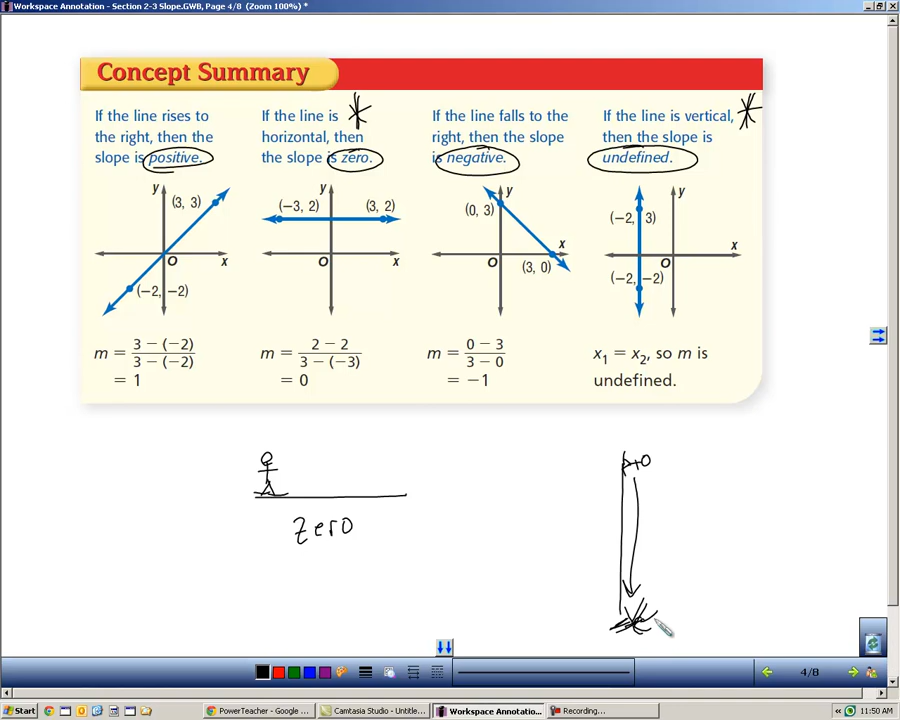 Workspace Annotation - Section 2-3 Slope.GWB, Page 4/8 (Zoom 100%) *
Concept Summary
If the line rises to
the right, then the
slope is positive.
y
(3, 3)
O
x
(-2, -2)
m = 3 - (-2) / 3 - (-2)
= 1
If the line is
horizontal, then
the slope is zero.
y
(-3, 2)
(3, 2)
O
x
m = 2 - 2 / 3 - (-3)
= 0
If the line falls to the
right, then the slope
is negative.
y
(0, 3)
x
O
(3, 0)
m = 0 - 3 / 3 - 0
= -1
If the line is vertical,
then the slope is
undefined.
y
(-2, 3)
x
O
(-2, -2)
x₁ = x₂, so m is
undefined.
zero
4/8
Start
PowerTeacher - Google ...
Camtasia Studio - Untitle...
Workspace Annotatio...
Recording...
11:50 AM